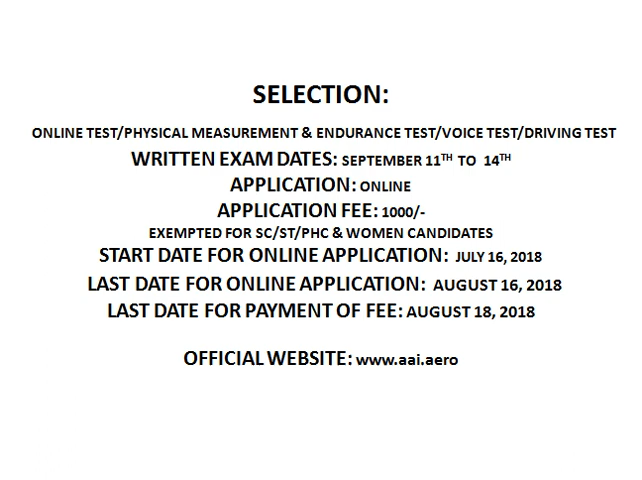 SELECTION:
ONLINE TEST/PHYSICAL MEASUREMENT & ENDURANCE TEST/VOICE TEST/DRIVING TEST
WRITTEN EXAM DATES: SEPTEMBER 11TH TO 14TH
APPLICATION: ONLINE
APPLICATION FEE: 1000/-
EXEMPTED FOR SC/ST/PHC & WOMEN CANDIDATES
START DATE FOR ONLINE APPLICATION: JULY 16, 2018
LAST DATE FOR ONLINE APPLICATION: AUGUST 16, 2018
LAST DATE FOR PAYMENT OF FEE: AUGUST 18, 2018
OFFICIAL WEBSITE: www.aai.aero